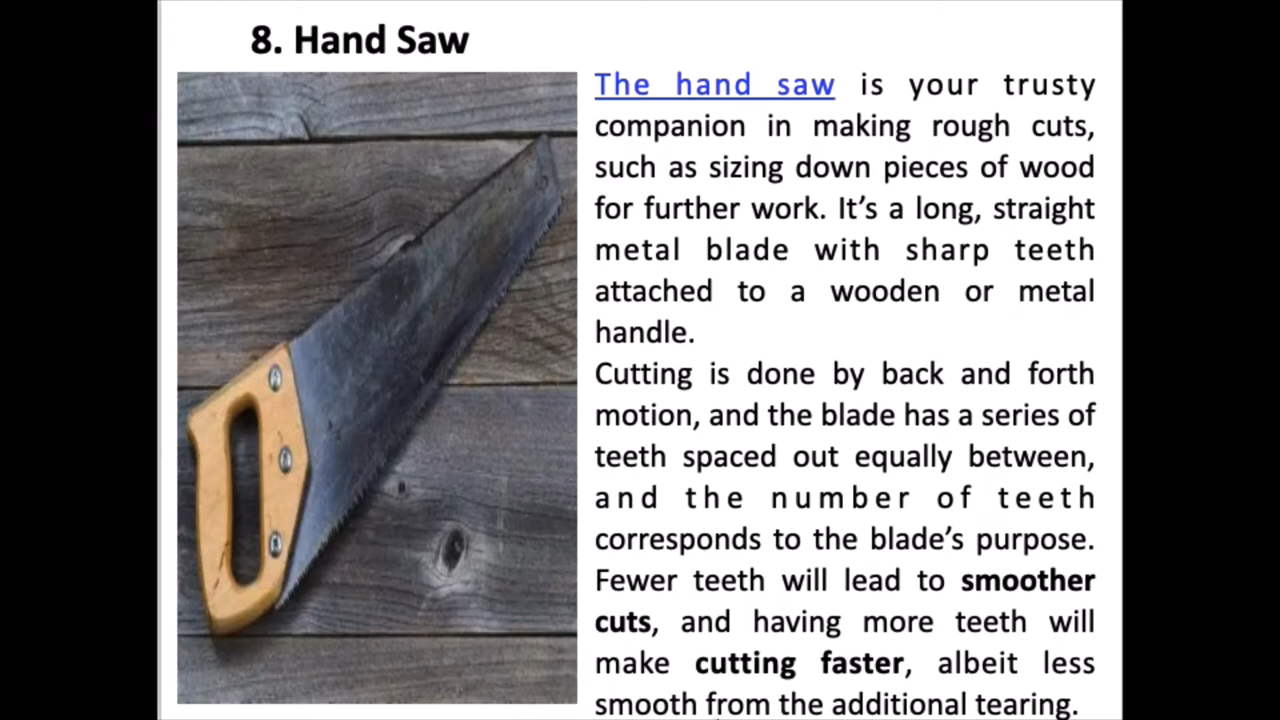 8. Hand Saw
The hand saw is your trusty
companion in making rough cuts,
such as sizing down pieces of wood
for further work. It’s a long, straight
metal blade with sharp teeth
attached to a wooden or metal
handle.
Cutting is done by back and forth
motion, and the blade has a series of
teeth spaced out equally between,
and the number of teeth
corresponds to the blade’s purpose.
Fewer teeth will lead to smoother
cuts, and having more teeth will
make cutting faster, albeit less
smooth from the additional tearing.